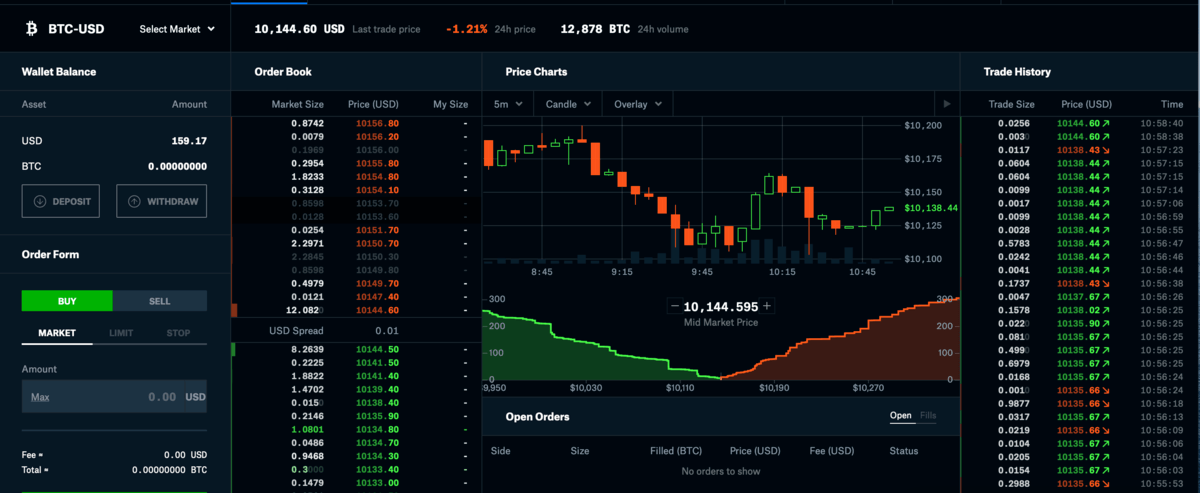 BTC-USD Select Market
10,144.60 USD Last trade price -1.21% 24h price 12,878 BTC 24h volume
Wallet Balance
Asset Amount
USD 159.17
BTC 0.00000000
DEPOSIT WITHDRAW
Order Form
BUY SELL
MARKET LIMIT STOP
Amount
Max 0.00 USD
Fee ≈ 0.00 USD
Total ≈ 0.00000000 BTC
Order Book
Market Size Price (USD) My Size
0.8742 10156.80 -
0.0079 10156.20 -
0.1969 10156.00 -
0.2954 10155.80 -
1.8233 10154.80 -
0.3128 10154.10 -
0.8598 10153.70 -
0.0128 10153.60 -
0.0254 10151.70 -
2.2971 10150.70 -
2.2845 10150.30 -
0.8598 10149.80 -
0.4979 10149.70 -
0.0121 10147.40 -
12.0820 10144.60 -
USD Spread 0.01
8.2639 10144.50 -
0.2225 10141.50 -
1.8822 10141.40 -
1.4702 10139.40 -
0.0150 10138.40 -
0.2146 10135.90 -
1.0801 10134.80 -
0.0486 10134.70 -
0.9468 10134.30 -
0.3000 10133.40 -
0.1479 10133.00 -
Price Charts
5m Candle Overlay
$10,200
$10,175
$10,150
$10,138.44
$10,125
$10,100
8:45 9:15 9:45 10:15 10:45
300 300
200 200
100 100
0 0
− 10,144.595 +
Mid Market Price
9,950 $10,030 $10,110 $10,190 $10,270
Open Orders Open Fills
Side Size Filled (BTC) Price (USD) Fee (USD) Status
No orders to show
Trade History
Trade Size Price (USD) Time
0.0256 10144.60↗ 10:58:40
0.0030 10144.60↗ 10:58:38
0.0117 10138.43↘ 10:57:23
0.0604 10138.44↗ 10:57:15
0.0604 10138.44↗ 10:57:15
0.0099 10138.44↗ 10:57:14
0.0017 10138.44↗ 10:57:06
0.0099 10138.44↗ 10:56:59
0.0028 10138.44↗ 10:56:55
0.5783 10138.44↗ 10:56:47
0.0242 10138.44↗ 10:56:46
0.0041 10138.44↗ 10:56:44
0.1737 10138.43↘ 10:56:38
0.0047 10137.67↗ 10:56:26
0.1578 10138.02↗ 10:56:25
0.0220 10135.90↗ 10:56:25
0.0810 10135.67↗ 10:56:25
0.4990 10135.67↗ 10:56:25
0.6979 10135.67↗ 10:56:25
0.0168 10135.67↗ 10:56:24
0.0010 10135.66↘ 10:56:24
0.9877 10135.66↘ 10:56:18
0.0317 10135.67↗ 10:56:13
0.0219 10135.66↘ 10:56:09
0.0104 10135.67↗ 10:56:06
0.0205 10135.67↗ 10:56:04
0.0154 10135.67↗ 10:56:03
0.2988 10135.66↘ 10:55:53